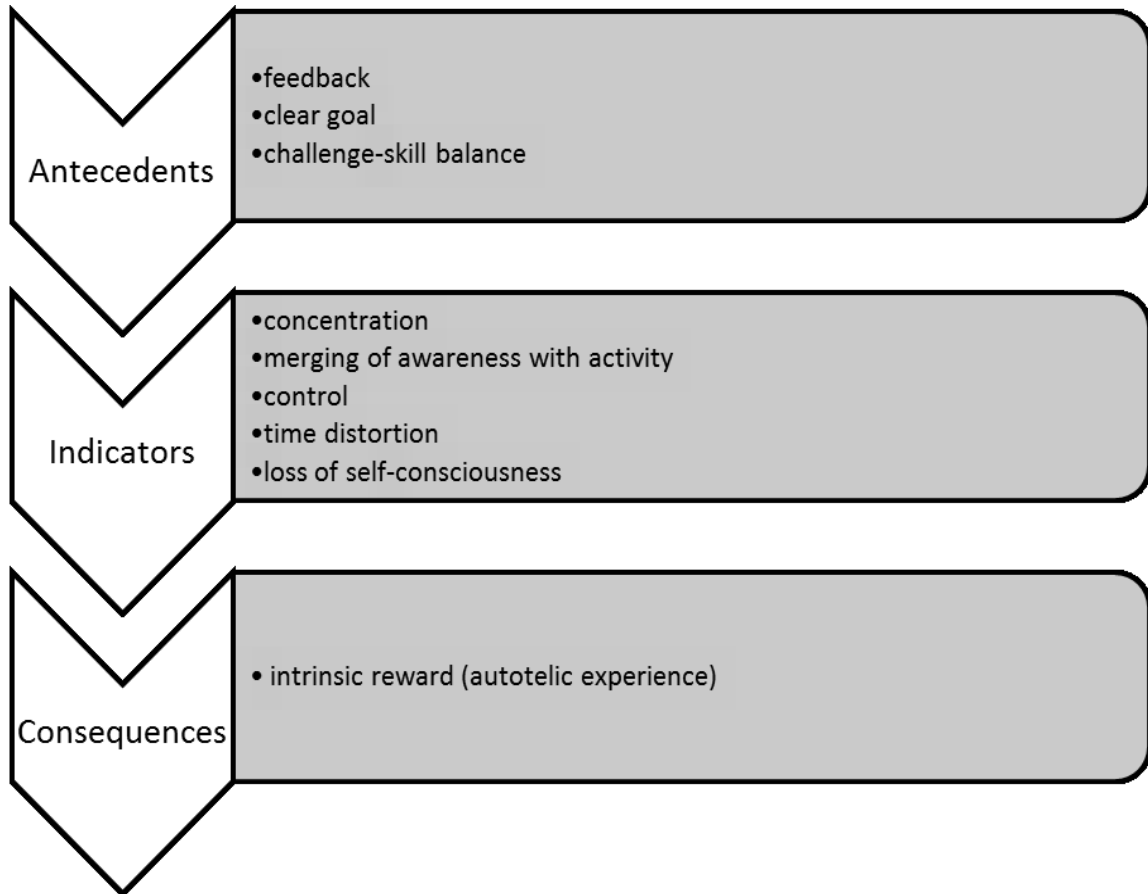 Antecedents
•feedback
•clear goal
•challenge-skill balance
Indicators
•concentration
•merging of awareness with activity
•control
•time distortion
•loss of self-consciousness
Consequences
• intrinsic reward (autotelic experience)